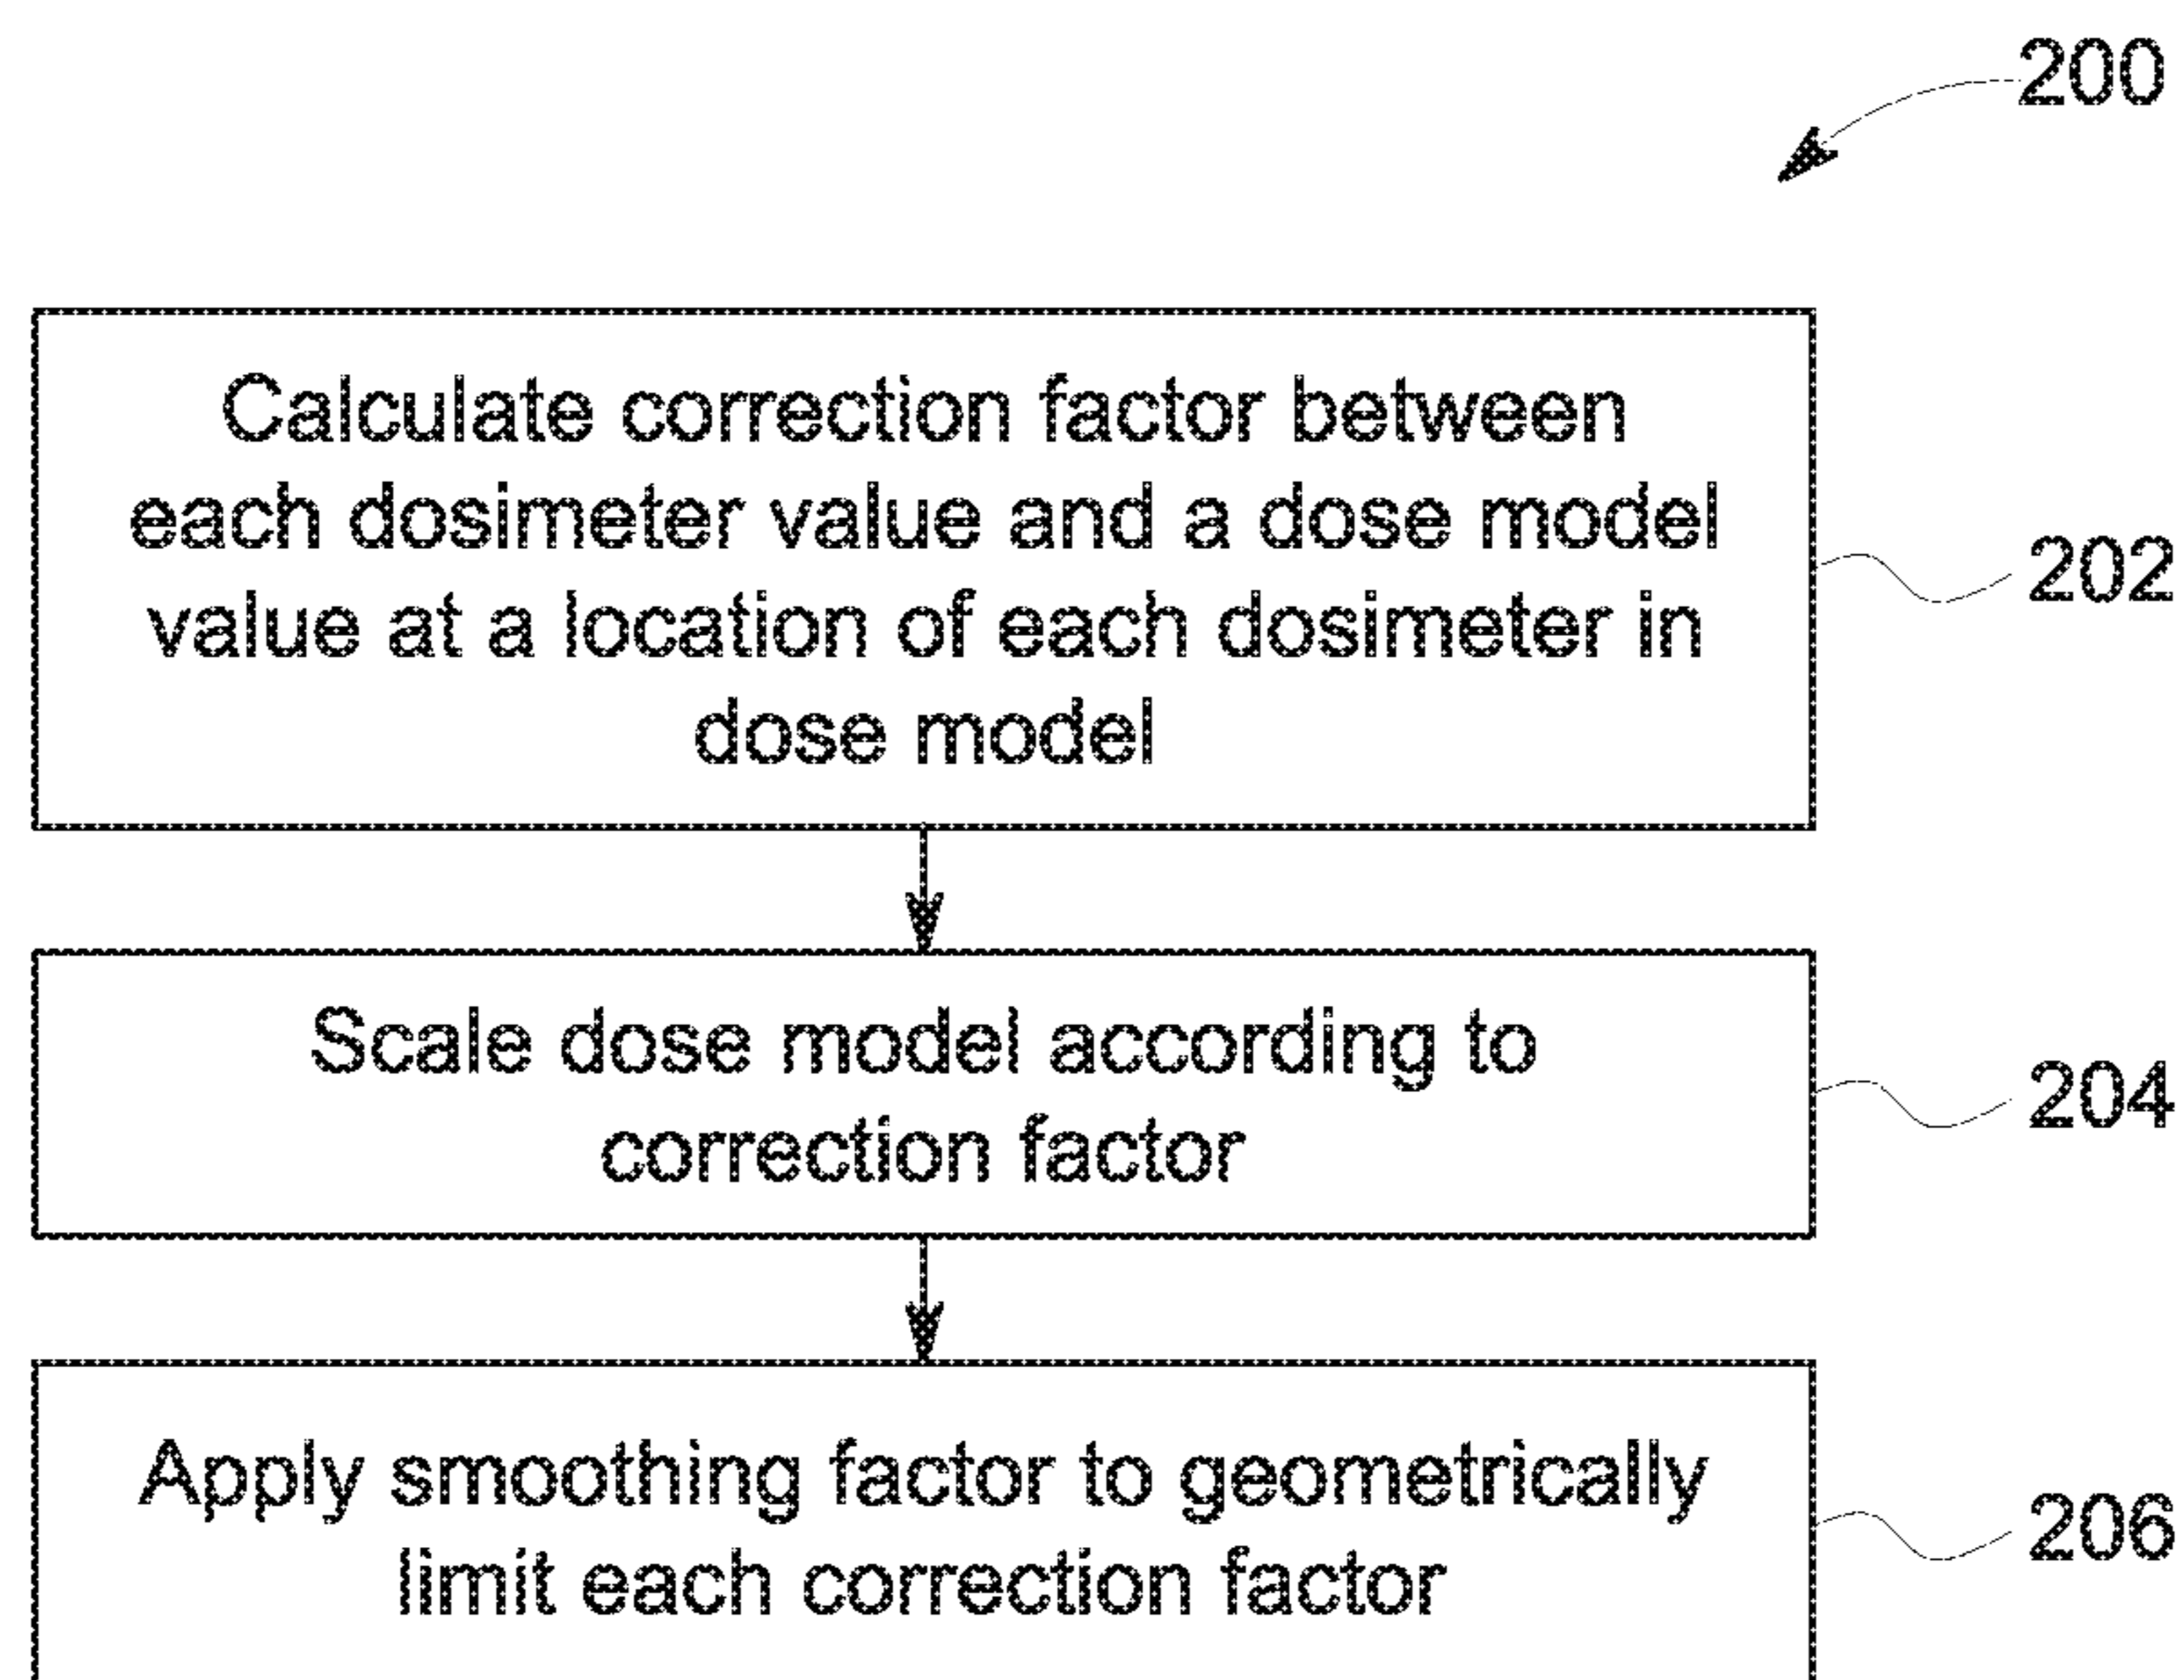 200
Calculate correction factor between
each dosimeter value and a dose model
value at a location of each dosimeter in
dose model
202
Scale dose model according to
correction factor
204
Apply smoothing factor to geometrically
limit each correction factor
206